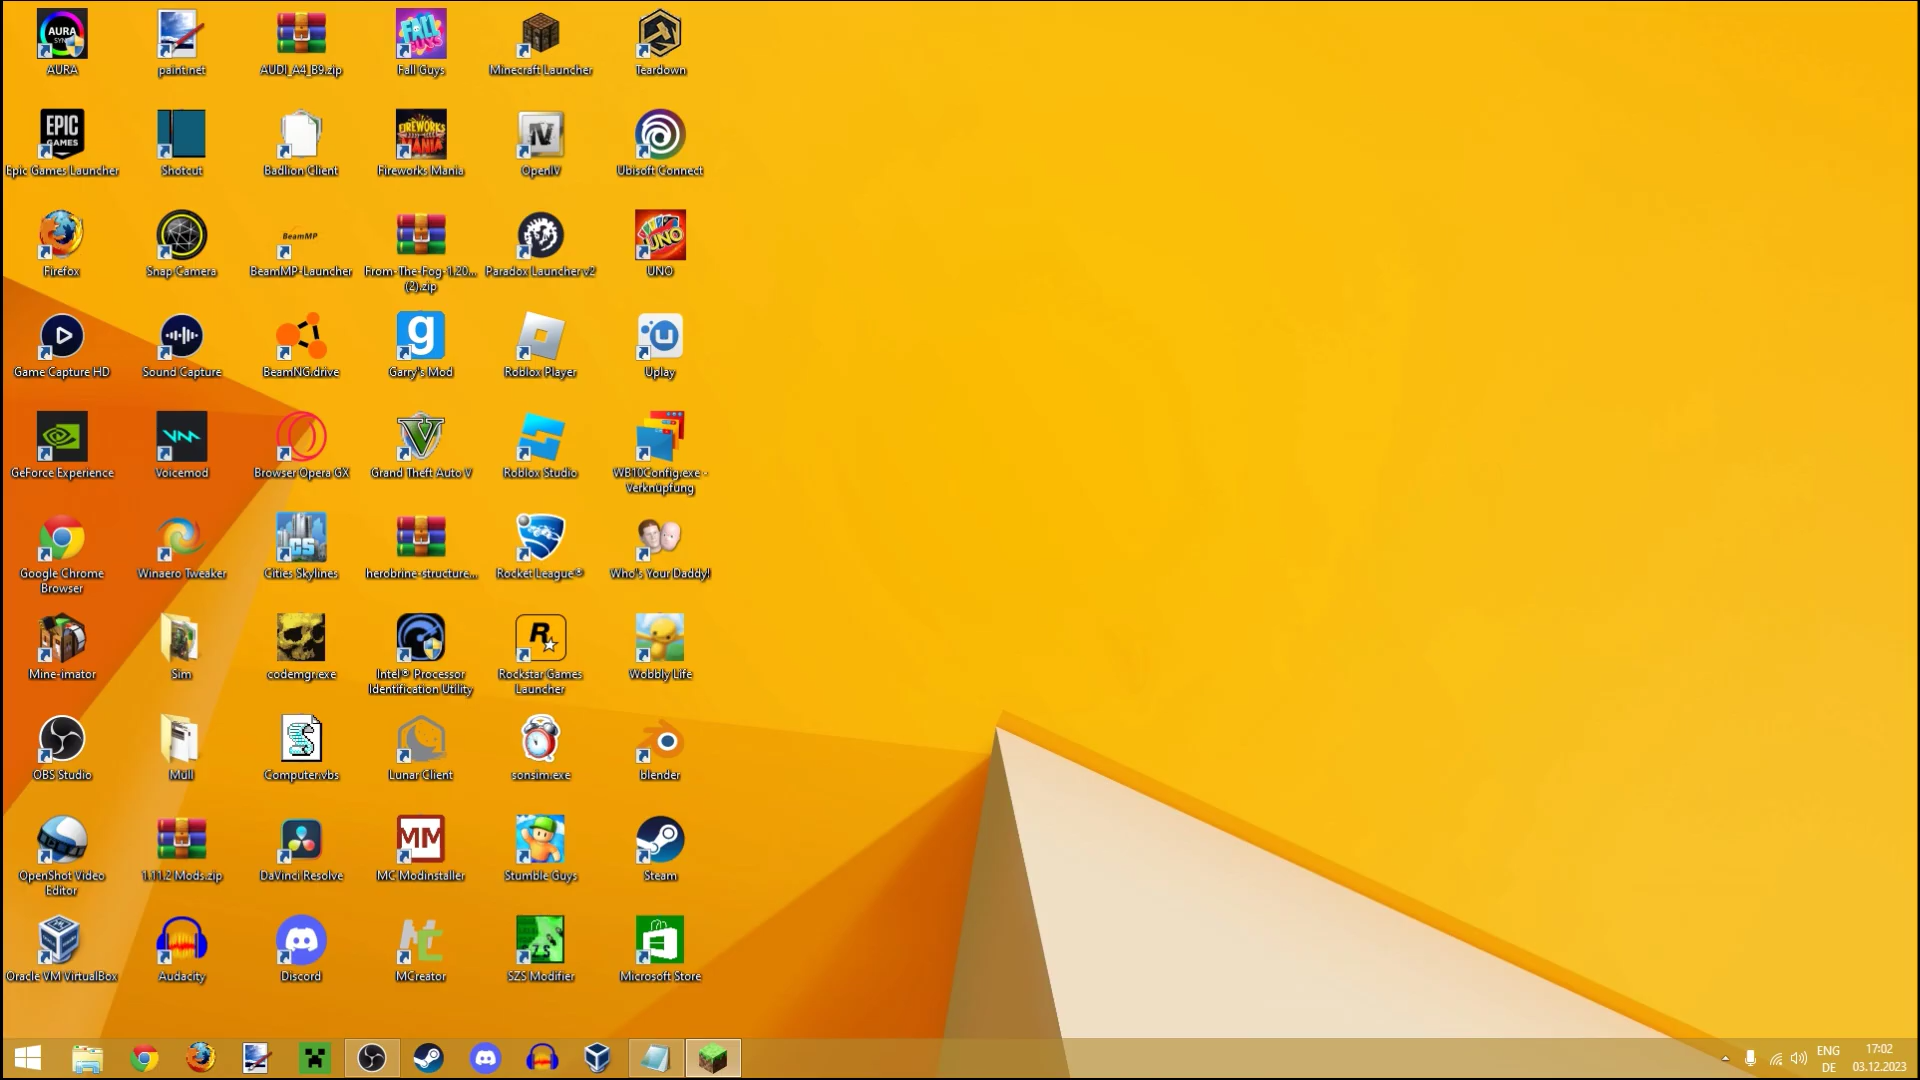 AURA
paint.net
AUDI_A4_B9.zip
Fall Guys
Minecraft Launcher
Teardown
Epic Games Launcher
Shotcut
Badlion Client
Fireworks Mania
OpenIV
Ubisoft Connect
Firefox
Snap Camera
BeamMP-Launcher
From-The-Fog-1.20...
(2).zip
Paradox Launcher v2
UNO
Game Capture HD
Sound Capture
BeamNG.drive
Garry's Mod
Roblox Player
Uplay
GeForce Experience
Voicemod
Browser Opera GX
Grand Theft Auto V
Roblox Studio
WB10Config.exe -
Verknüpfung
Google Chrome
Browser
Winaero Tweaker
Cities Skylines
herobrine-structure...
Rocket League®
Who's Your Daddy!
Mine-imator
Sim
codemgr.exe
Intel® Processor
Identification Utility
Rockstar Games
Launcher
Wobbly Life
OBS Studio
Müll
Computer.vbs
Lunar Client
sonsim.exe
blender
OpenShot Video
Editor
1.11.2 Mods.zip
DaVinci Resolve
MC Modinstaller
Stumble Guys
Steam
Oracle VM VirtualBox
Audacity
Discord
MCreator
SZS Modifier
Microsoft Store
ENG
DE
17:02
03.12.2023